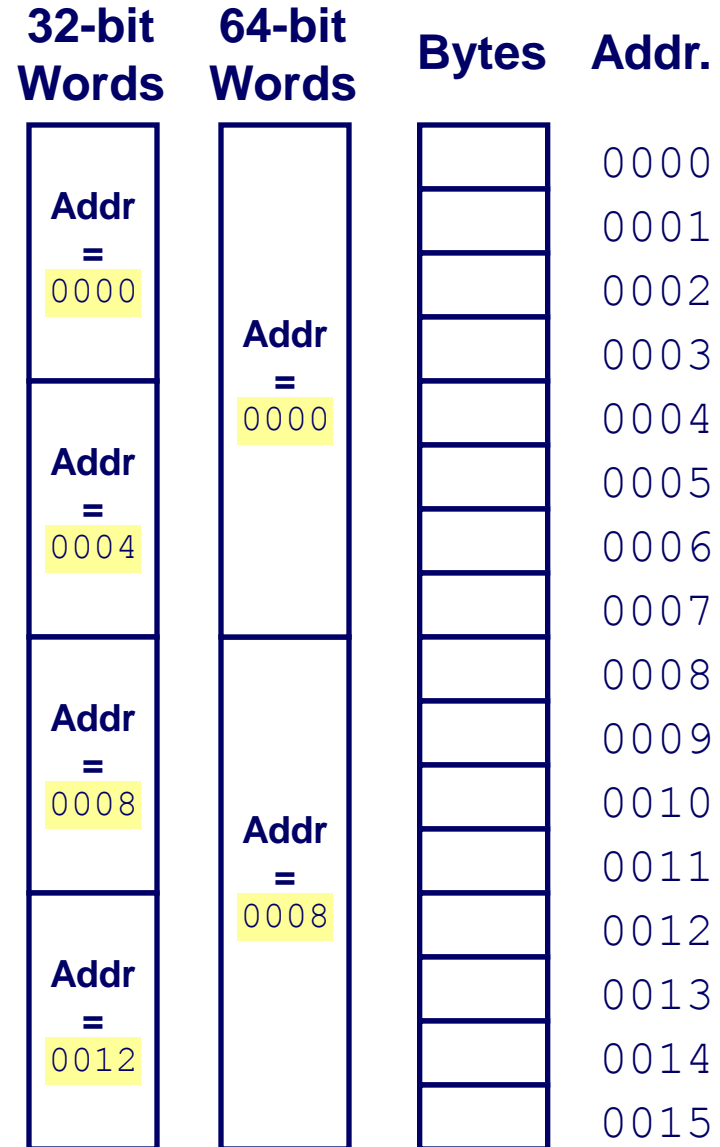 32-bit
Words
64-bit
Words
Bytes
Addr.
Addr
=
0000
Addr
=
0004
Addr
=
0008
Addr
=
0012
Addr
=
0000
Addr
=
0008
0000
0001
0002
0003
0004
0005
0006
0007
0008
0009
0010
0011
0012
0013
0014
0015